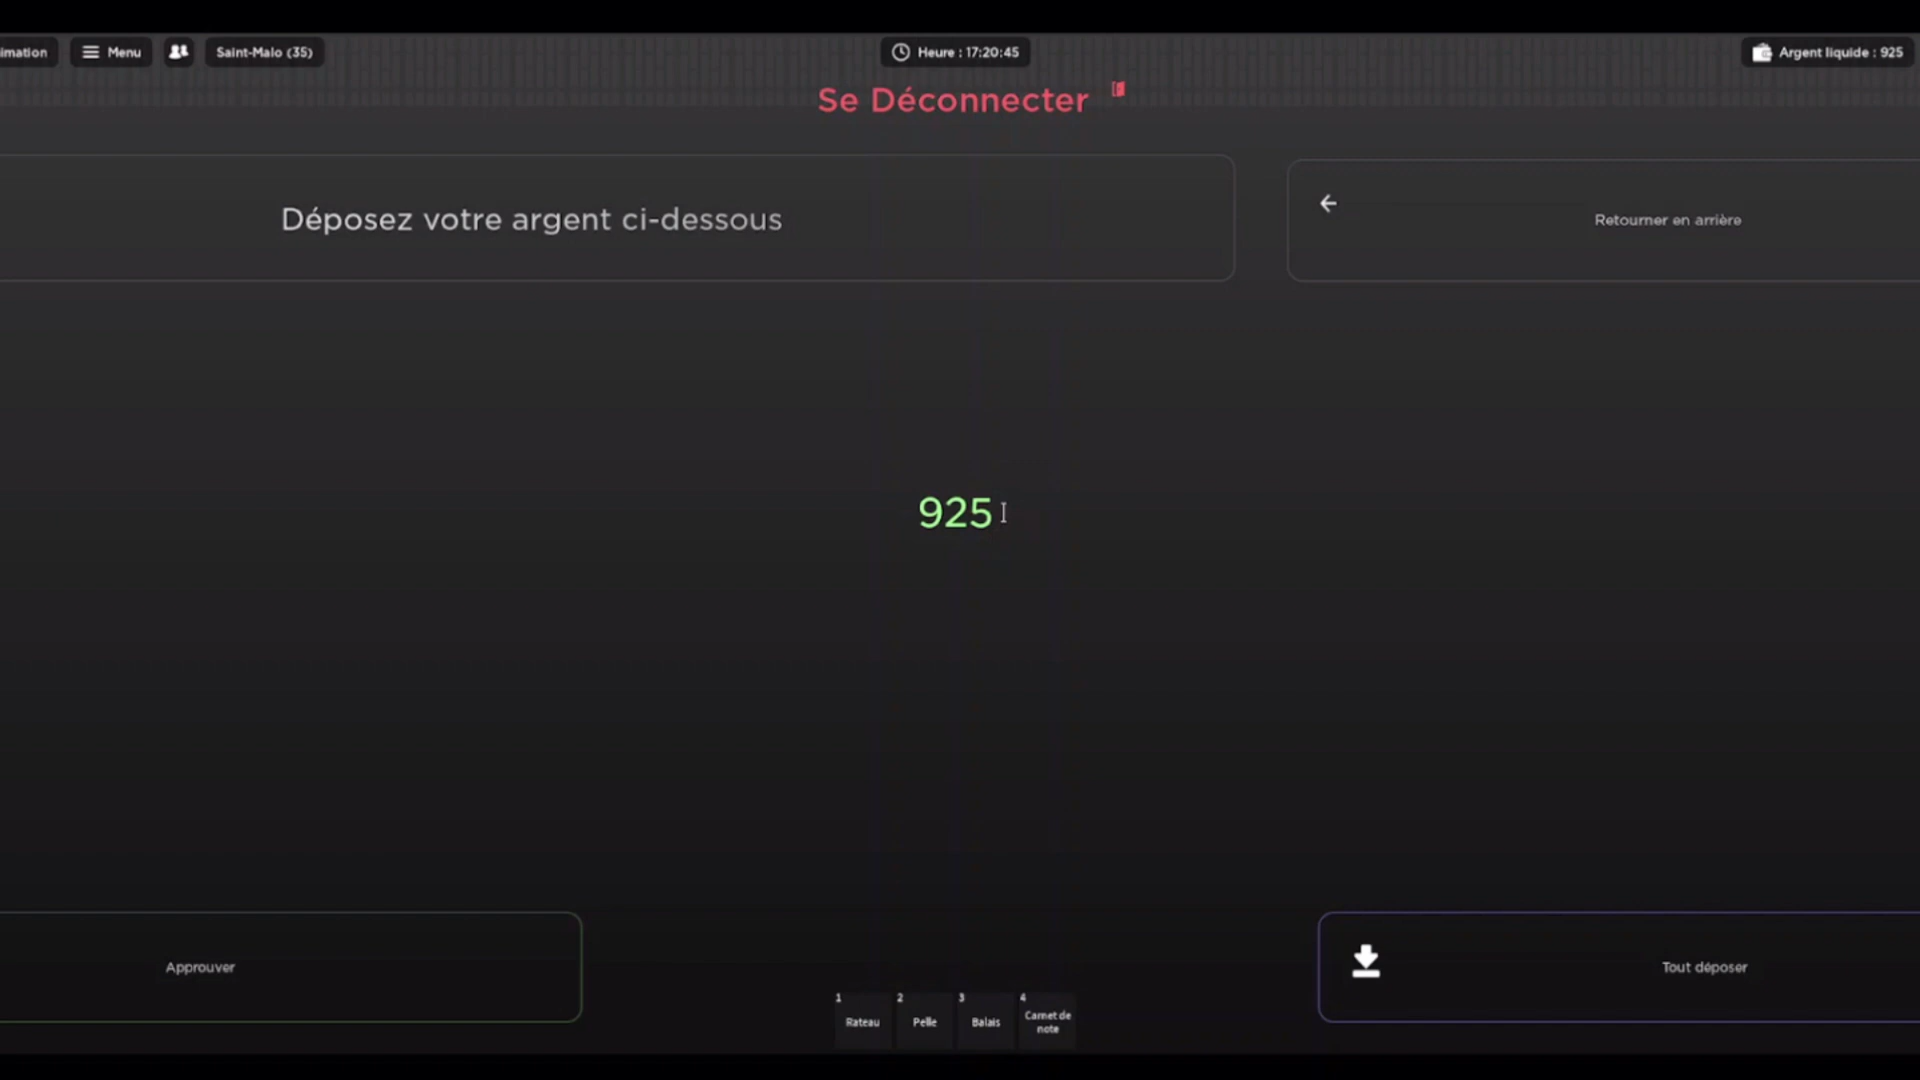 imation
Menu
Saint-Malo (35)
Heure : 17:20:45
Argent liquide : 925
Se Déconnecter
Déposez votre argent ci-dessous
Retourner en arrière
925
Approuver
Tout déposer
1
Rateau
2
Pelle
3
Balais
4
Carnet de
note